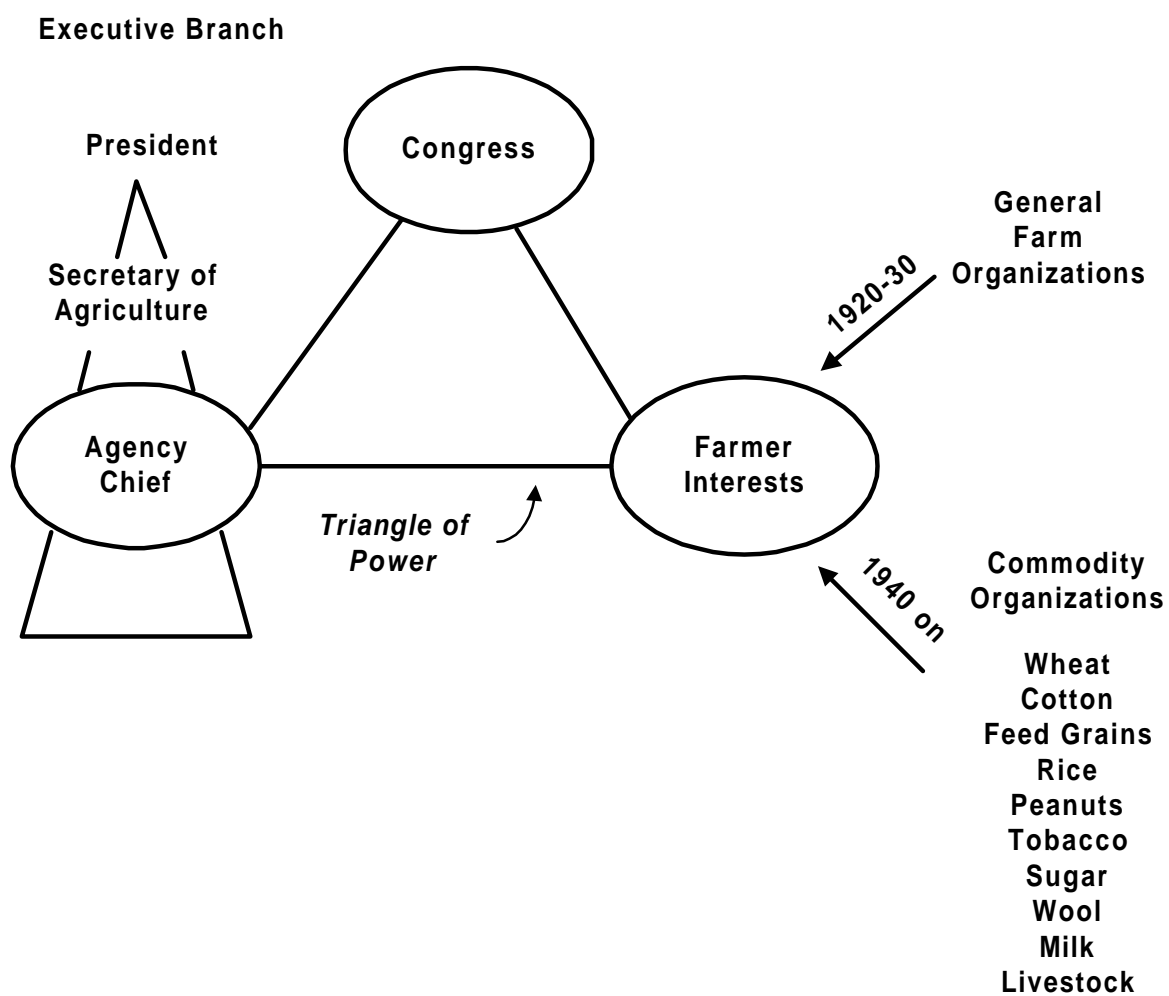 Executive Branch
President
Congress
Secretary of
Agriculture
General
Farm
Organizations
1920-30
Agency
Chief
Farmer
Interests
Triangle of
Power
1940 on
Commodity
Organizations
Wheat
Cotton
Feed Grains
Rice
Peanuts
Tobacco
Sugar
Wool
Milk
Livestock